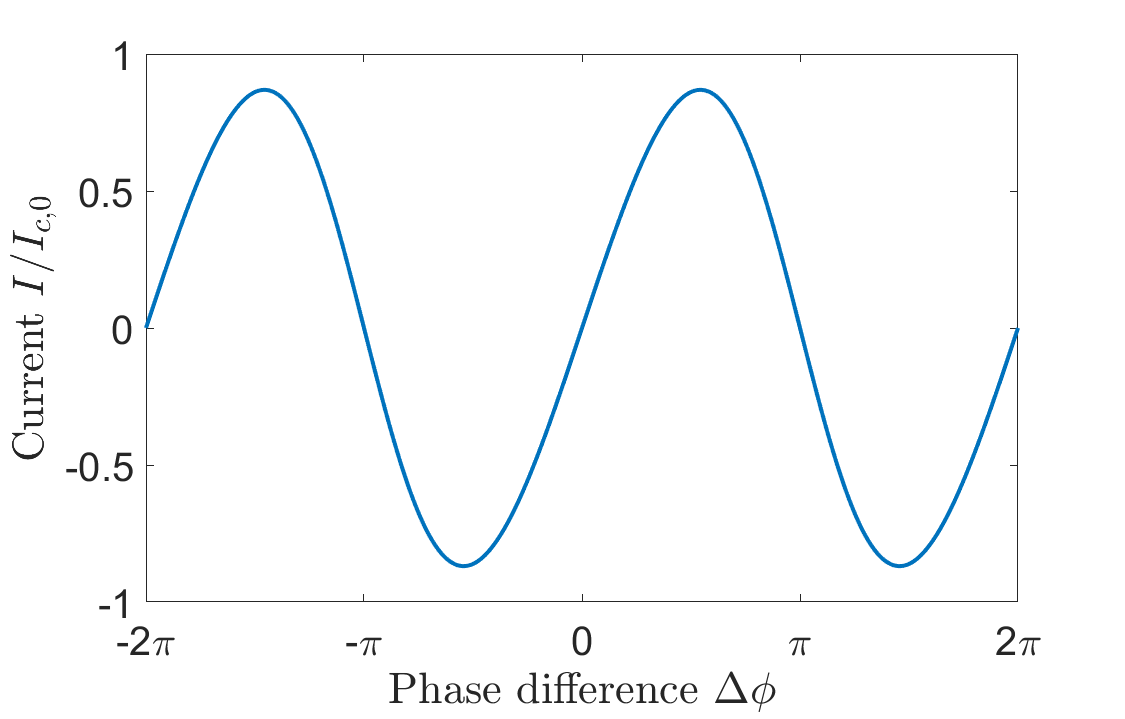 1
0.5
0
-0.5
-1
Current I/I_{c,0}
-2π -π 0 π 2π
Phase difference Δϕ